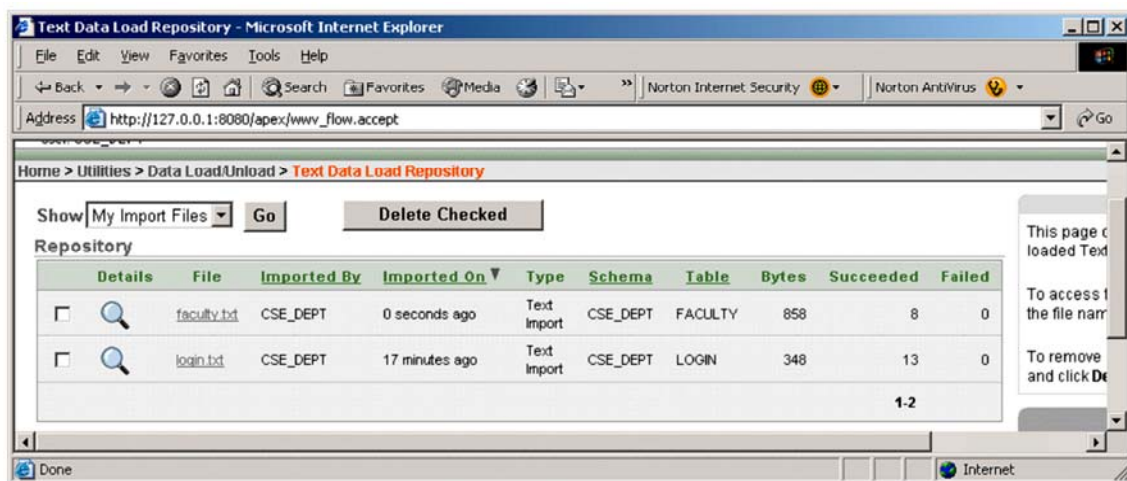 Text Data Load Repository - Microsoft Internet Explorer
File Edit View Favorites Tools Help
Back Search Favorites Media Norton Internet Security Norton AntiVirus
Address http://127.0.0.1:8080/apex/wwv_flow.accept Go
Home > Utilities > Data Load/Unload > Text Data Load Repository
Show My Import Files Go Delete Checked
Repository
Details File Imported By Imported On Type Schema Table Bytes Succeeded Failed
faculty.txt CSE_DEPT 0 seconds ago Text Import CSE_DEPT FACULTY 858 8 0
login.txt CSE_DEPT 17 minutes ago Text Import CSE_DEPT LOGIN 348 13 0
1-2
This page
loaded Text
To access
the file nam
To remove
and click De
Done Internet